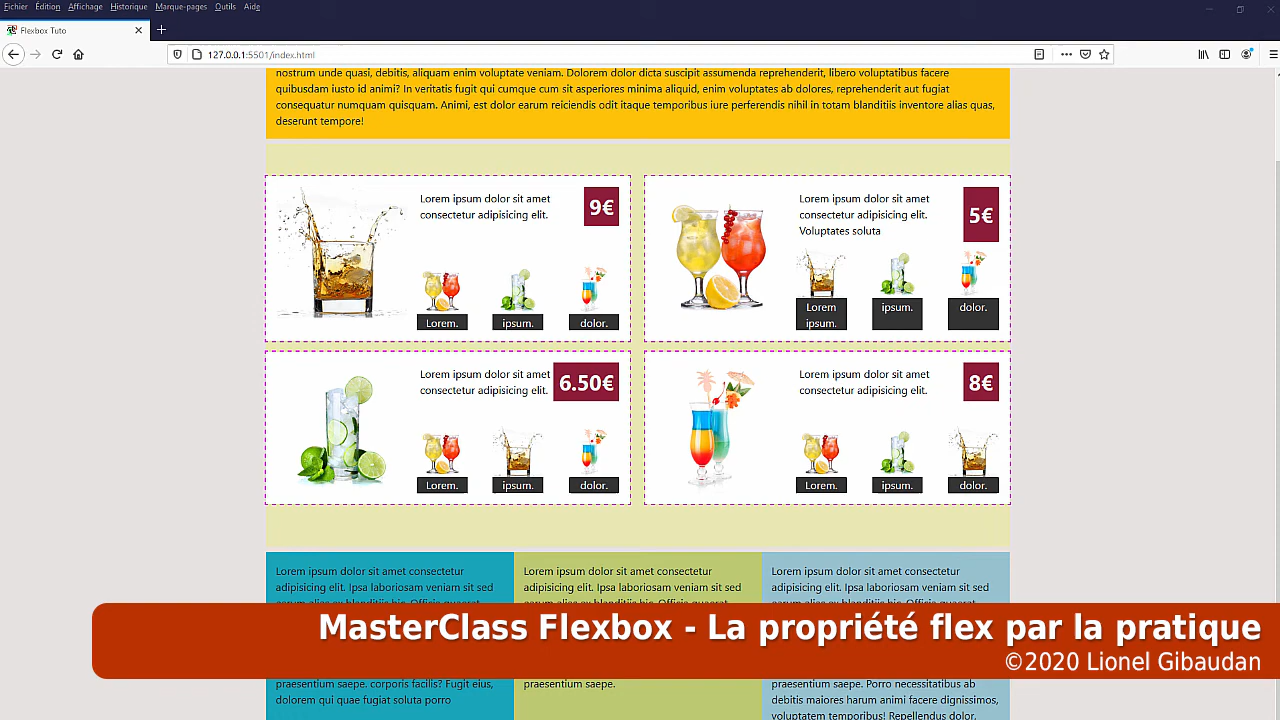 Fichier Édition Affichage Historique Marque-pages Outils Aide
Flexbox Tuto
127.0.0.1:5501/index.html
nostrum unde quasi, debitis, aliquam enim voluptate veniam. Dolorem dolor dicta suscipit assumenda reprehenderit, libero voluptatibus facere
quibusdam iusto id animi? In veritatis fugit qui cumque cum sit asperiores minima aliquid, enim voluptates ab dolores, reprehenderit aut fugiat
consequatur numquam quisquam. Animi, est dolor earum reiciendis odit itaque temporibus iure perferendis nihil in totam blanditiis inventore alias quas,
deserunt tempore!
Lorem ipsum dolor sit amet
consectetur adipisicing elit.
9€
Lorem. ipsum. dolor.
Lorem ipsum dolor sit amet
consectetur adipisicing elit.
Voluptates soluta
5€
Lorem
ipsum.
ipsum. dolor.
Lorem ipsum dolor sit amet
consectetur adipisicing elit.
6.50€
Lorem. ipsum. dolor.
Lorem ipsum dolor sit amet
consectetur adipisicing elit.
8€
Lorem. ipsum. dolor.
Lorem ipsum dolor sit amet consectetur
adipisicing elit. Ipsa laboriosam veniam sit sed
Lorem ipsum dolor sit amet consectetur
adipisicing elit. Ipsa laboriosam veniam sit sed
Lorem ipsum dolor sit amet consectetur
adipisicing elit. Ipsa laboriosam veniam sit sed
MasterClass Flexbox - La propriété flex par la pratique
©2020 Lionel Gibaudan
praesentium saepe. corporis facilis? Fugit eius,
dolorem qui quae fugiat soluta porro
praesentium saepe.
praesentium saepe. Porro necessitatibus ab
debitis maiores harum animi facere dignissimos,
voluptatem temporibus! Repellendus dolor,